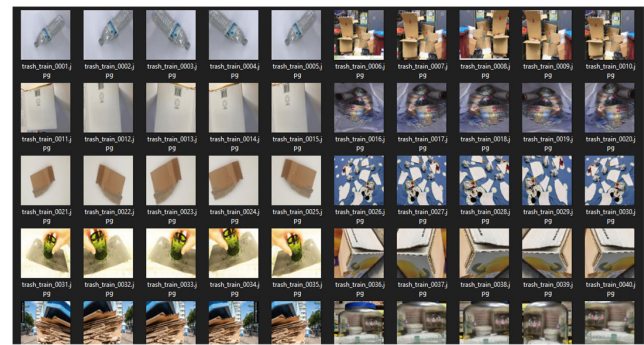 trash_train_0001.j trash_train_0002.j trash_train_0003.j trash_train_0004.j trash_train_0005.j trash_train_0006.j trash_train_0007.j trash_train_0008.j trash_train_0009.j trash_train_0010.j
pg pg pg pg pg pg pg pg pg pg
trash_train_0011.j trash_train_0012.j trash_train_0013.j trash_train_0014.j trash_train_0015.j trash_train_0016.j trash_train_0017.j trash_train_0018.j trash_train_0019.j trash_train_0020.j
pg pg pg pg pg pg pg pg pg pg
trash_train_0021.j trash_train_0022.j trash_train_0023.j trash_train_0024.j trash_train_0025.j trash_train_0026.j trash_train_0027.j trash_train_0028.j trash_train_0029.j trash_train_0030.j
pg pg pg pg pg pg pg pg pg pg
trash_train_0031.j trash_train_0032.j trash_train_0033.j trash_train_0034.j trash_train_0035.j trash_train_0036.j trash_train_0037.j trash_train_0038.j trash_train_0039.j trash_train_0040.j
pg pg pg pg pg pg pg pg pg pg